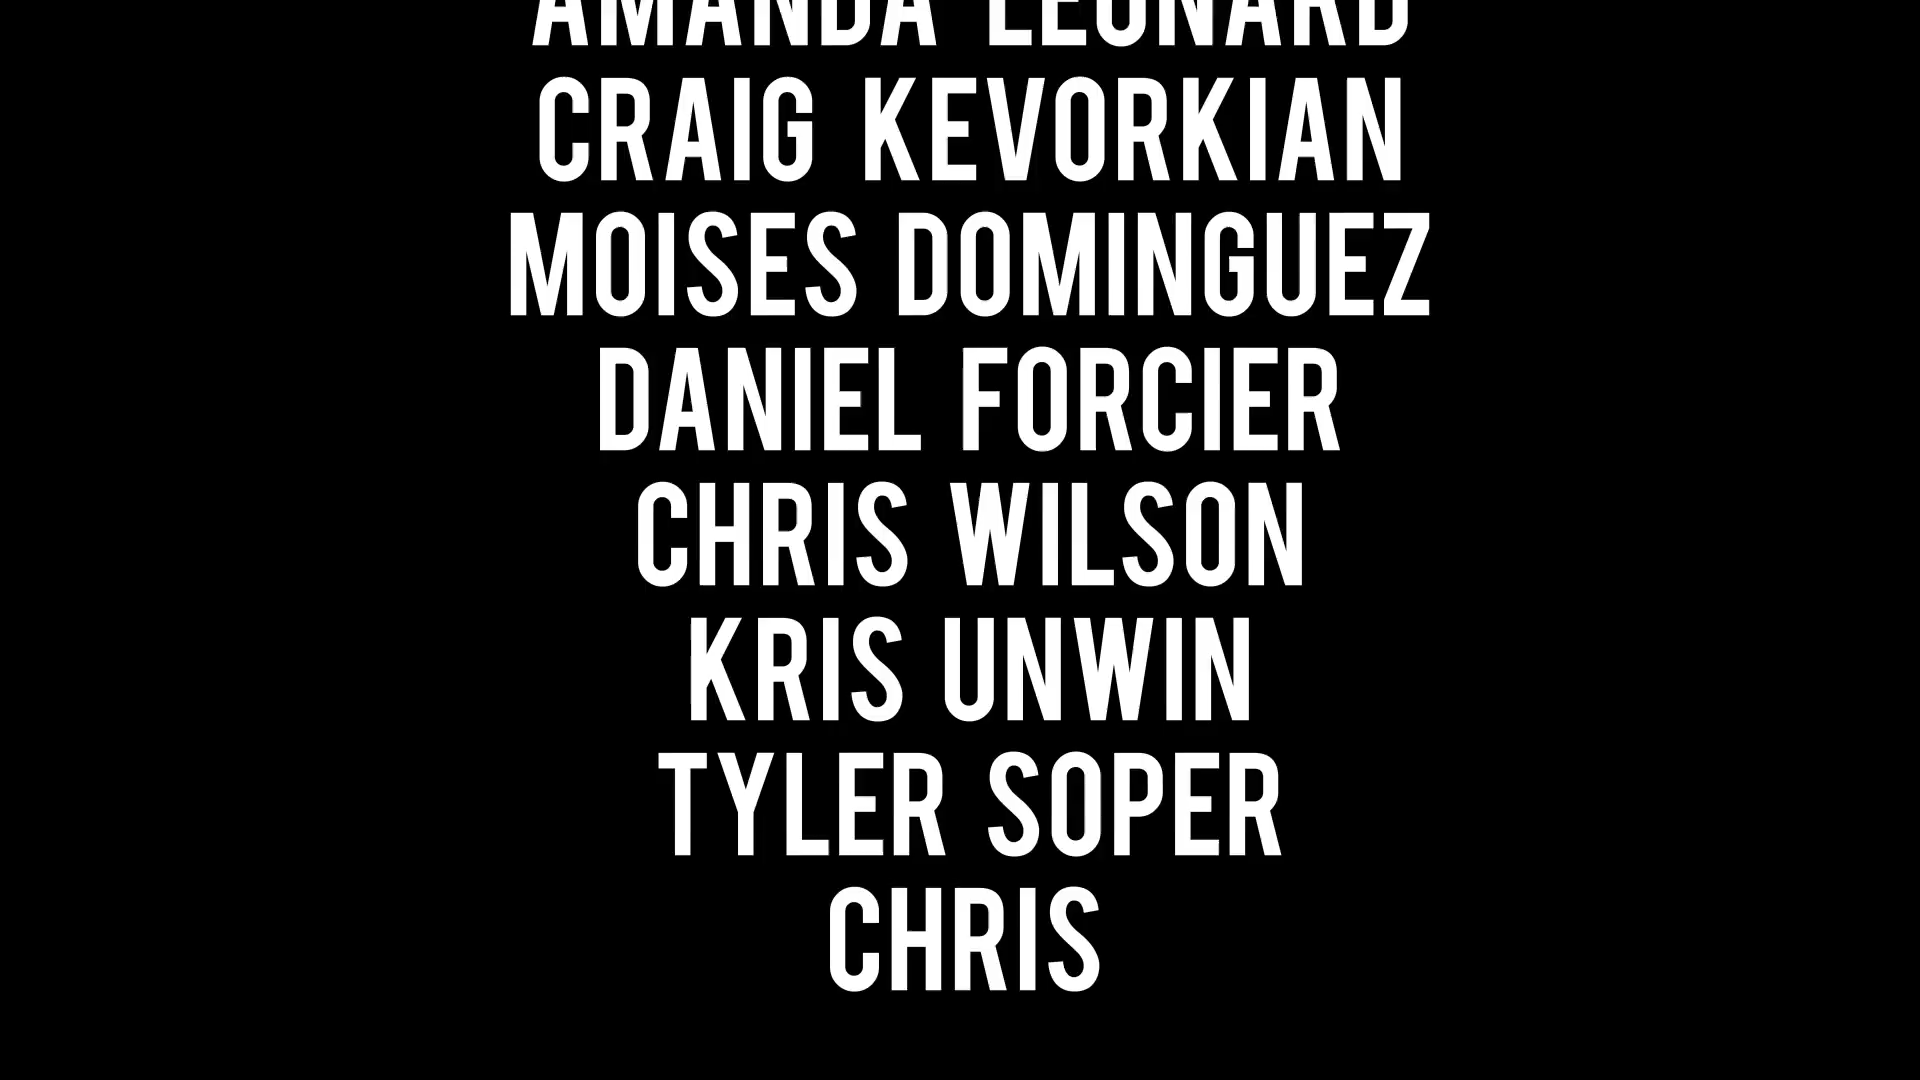 AMANDA LEONARD
CRAIG KEVORKIAN
MOISES DOMINGUEZ
DANIEL FORCIER
CHRIS WILSON
KRIS UNWIN
TYLER SOPER
CHRIS